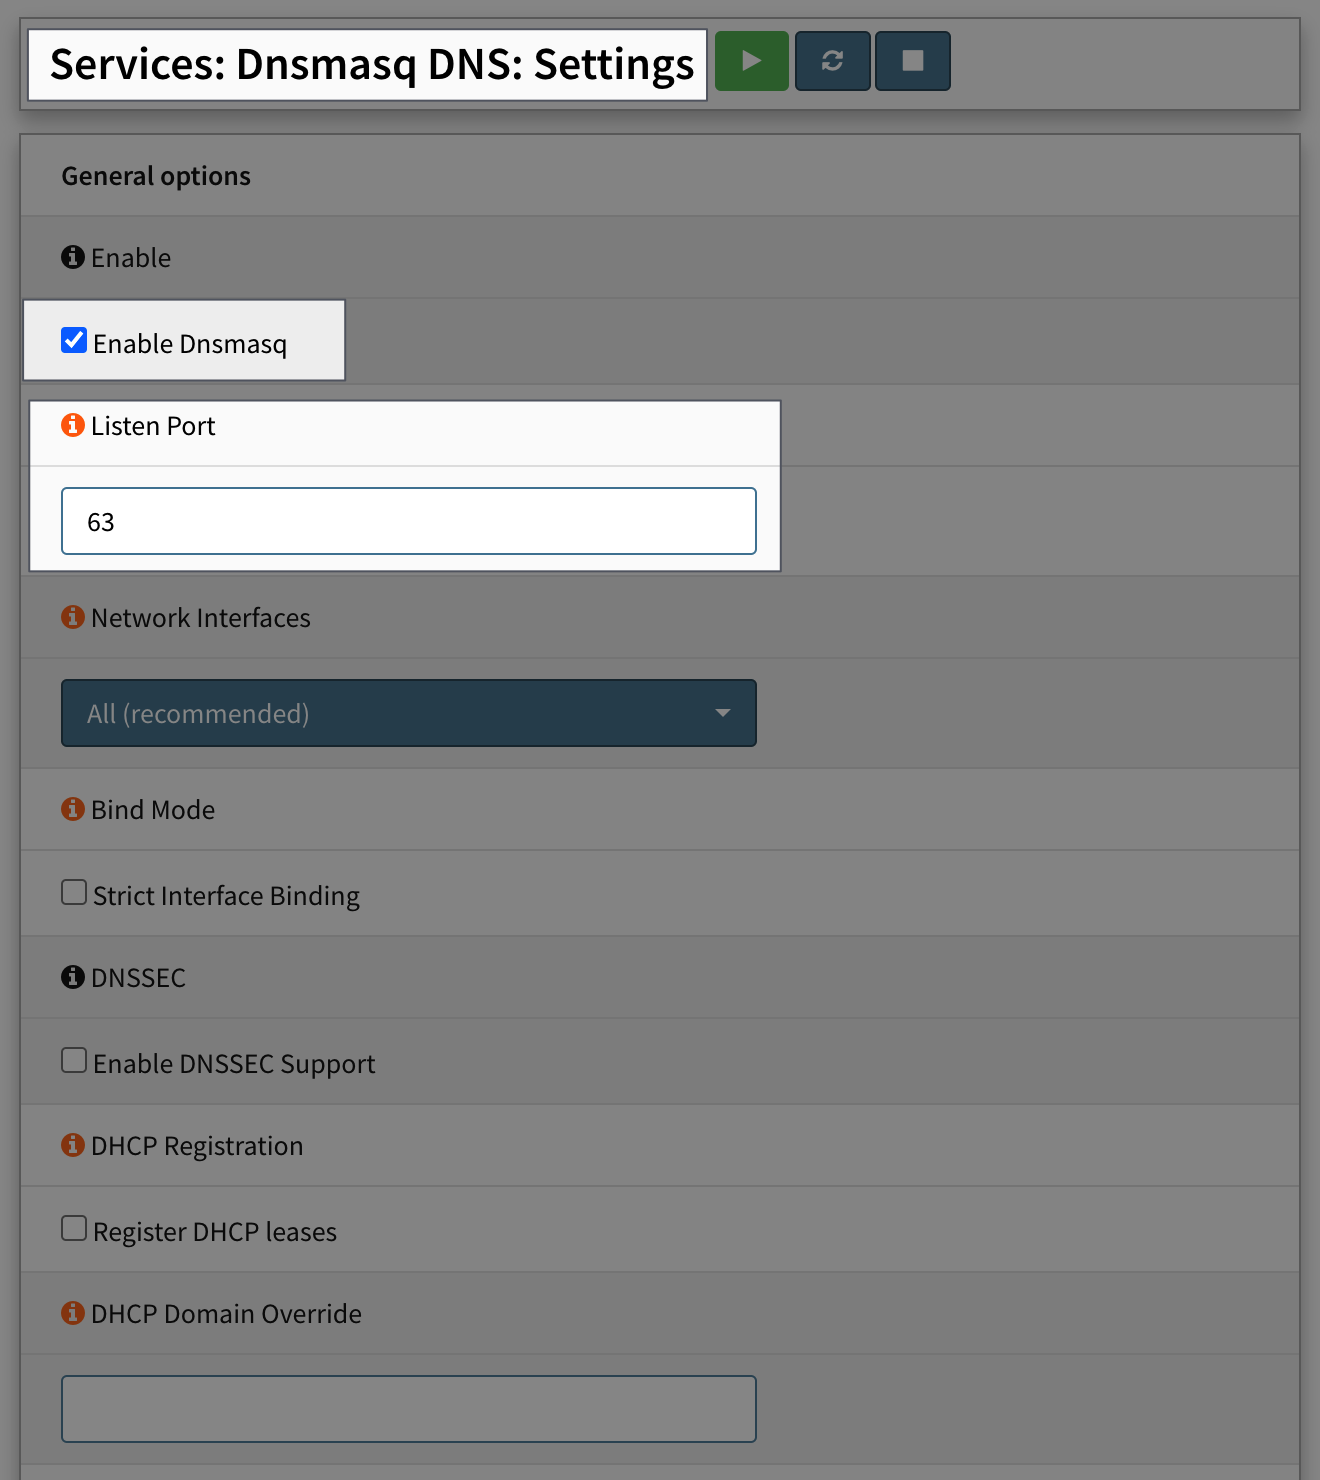 Services: Dnsmasq DNS: Settings
General options
Enable
Enable Dnsmasq
Listen Port
63
Network Interfaces
All (recommended)
Bind Mode
Strict Interface Binding
DNSSEC
Enable DNSSEC Support
DHCP Registration
Register DHCP leases
DHCP Domain Override